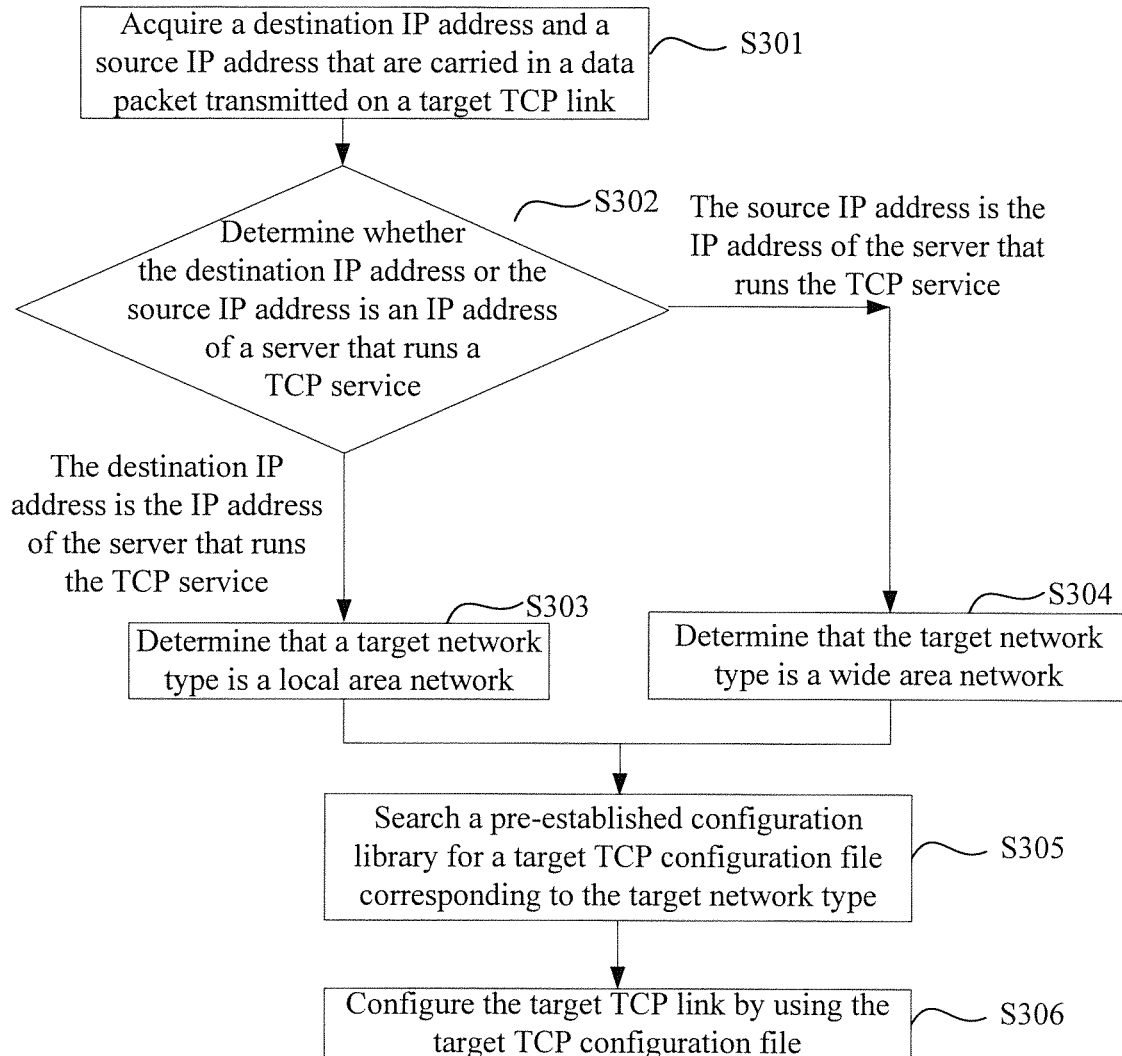 Acquire a destination IP address and a
source IP address that are carried in a data
packet transmitted on a target TCP link
S301
Determine whether
the destination IP address or the
source IP address is an IP address
of a server that runs a
TCP service
S302
The source IP address is the
IP address of the server that
runs the TCP service
The destination IP
address is the IP address
of the server that runs
the TCP service
S303
Determine that a target network
type is a local area network
S304
Determine that the target network
type is a wide area network
Search a pre-established configuration
library for a target TCP configuration file
corresponding to the target network type
S305
Configure the target TCP link by using the
target TCP configuration file
S306